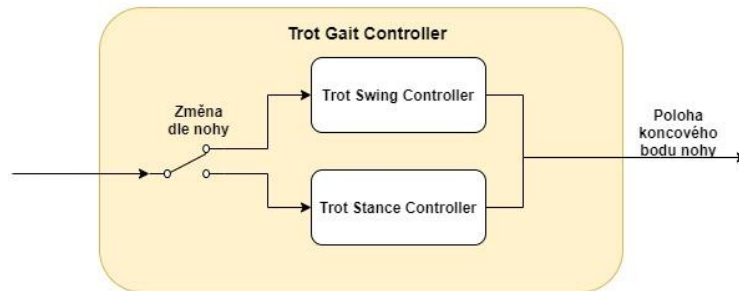 Trot Gait Controller
Trot Swing Controller
Změna
dle nohy
Poloha
koncového
bodu nohy
Trot Stance Controller